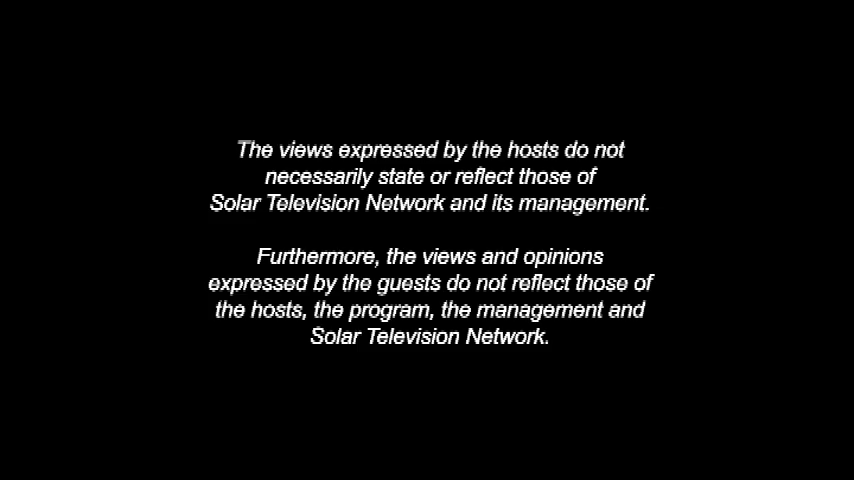 The views expressed by the hosts do not
necessarily state or reflect those of
Solar Television Network and its management.
Furthermore, the views and opinions
expressed by the guests do not reflect those of
the hosts, the program, the management and
Solar Television Network.